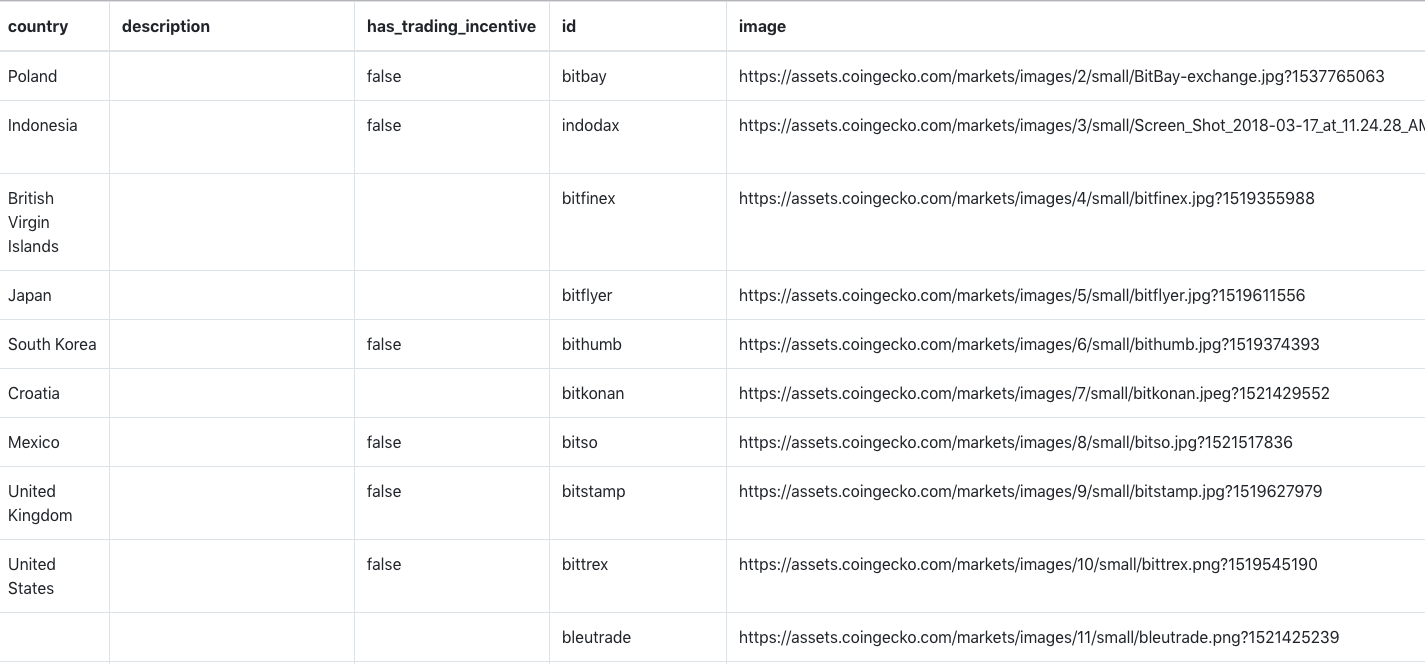 country description has_trading_incentive id image
Poland false bitbay https://assets.coingecko.com/markets/images/2/small/BitBay-exchange.jpg?1537765063
Indonesia false indodax https://assets.coingecko.com/markets/images/3/small/Screen_Shot_2018-03-17_at_11.24.28_AM
British bitfinex https://assets.coingecko.com/markets/images/4/small/bitfinex.jpg?1519355988
Virgin
Islands
Japan bitflyer https://assets.coingecko.com/markets/images/5/small/bitflyer.jpg?1519611556
South Korea false bithumb https://assets.coingecko.com/markets/images/6/small/bithumb.jpg?1519374393
Croatia bitkonan https://assets.coingecko.com/markets/images/7/small/bitkonan.jpeg?1521429552
Mexico false bitso https://assets.coingecko.com/markets/images/8/small/bitso.jpg?1521517836
United false bitstamp https://assets.coingecko.com/markets/images/9/small/bitstamp.jpg?1519627979
Kingdom
United false bittrex https://assets.coingecko.com/markets/images/10/small/bittrex.png?1519545190
States
bleutrade https://assets.coingecko.com/markets/images/11/small/bleutrade.png?1521425239